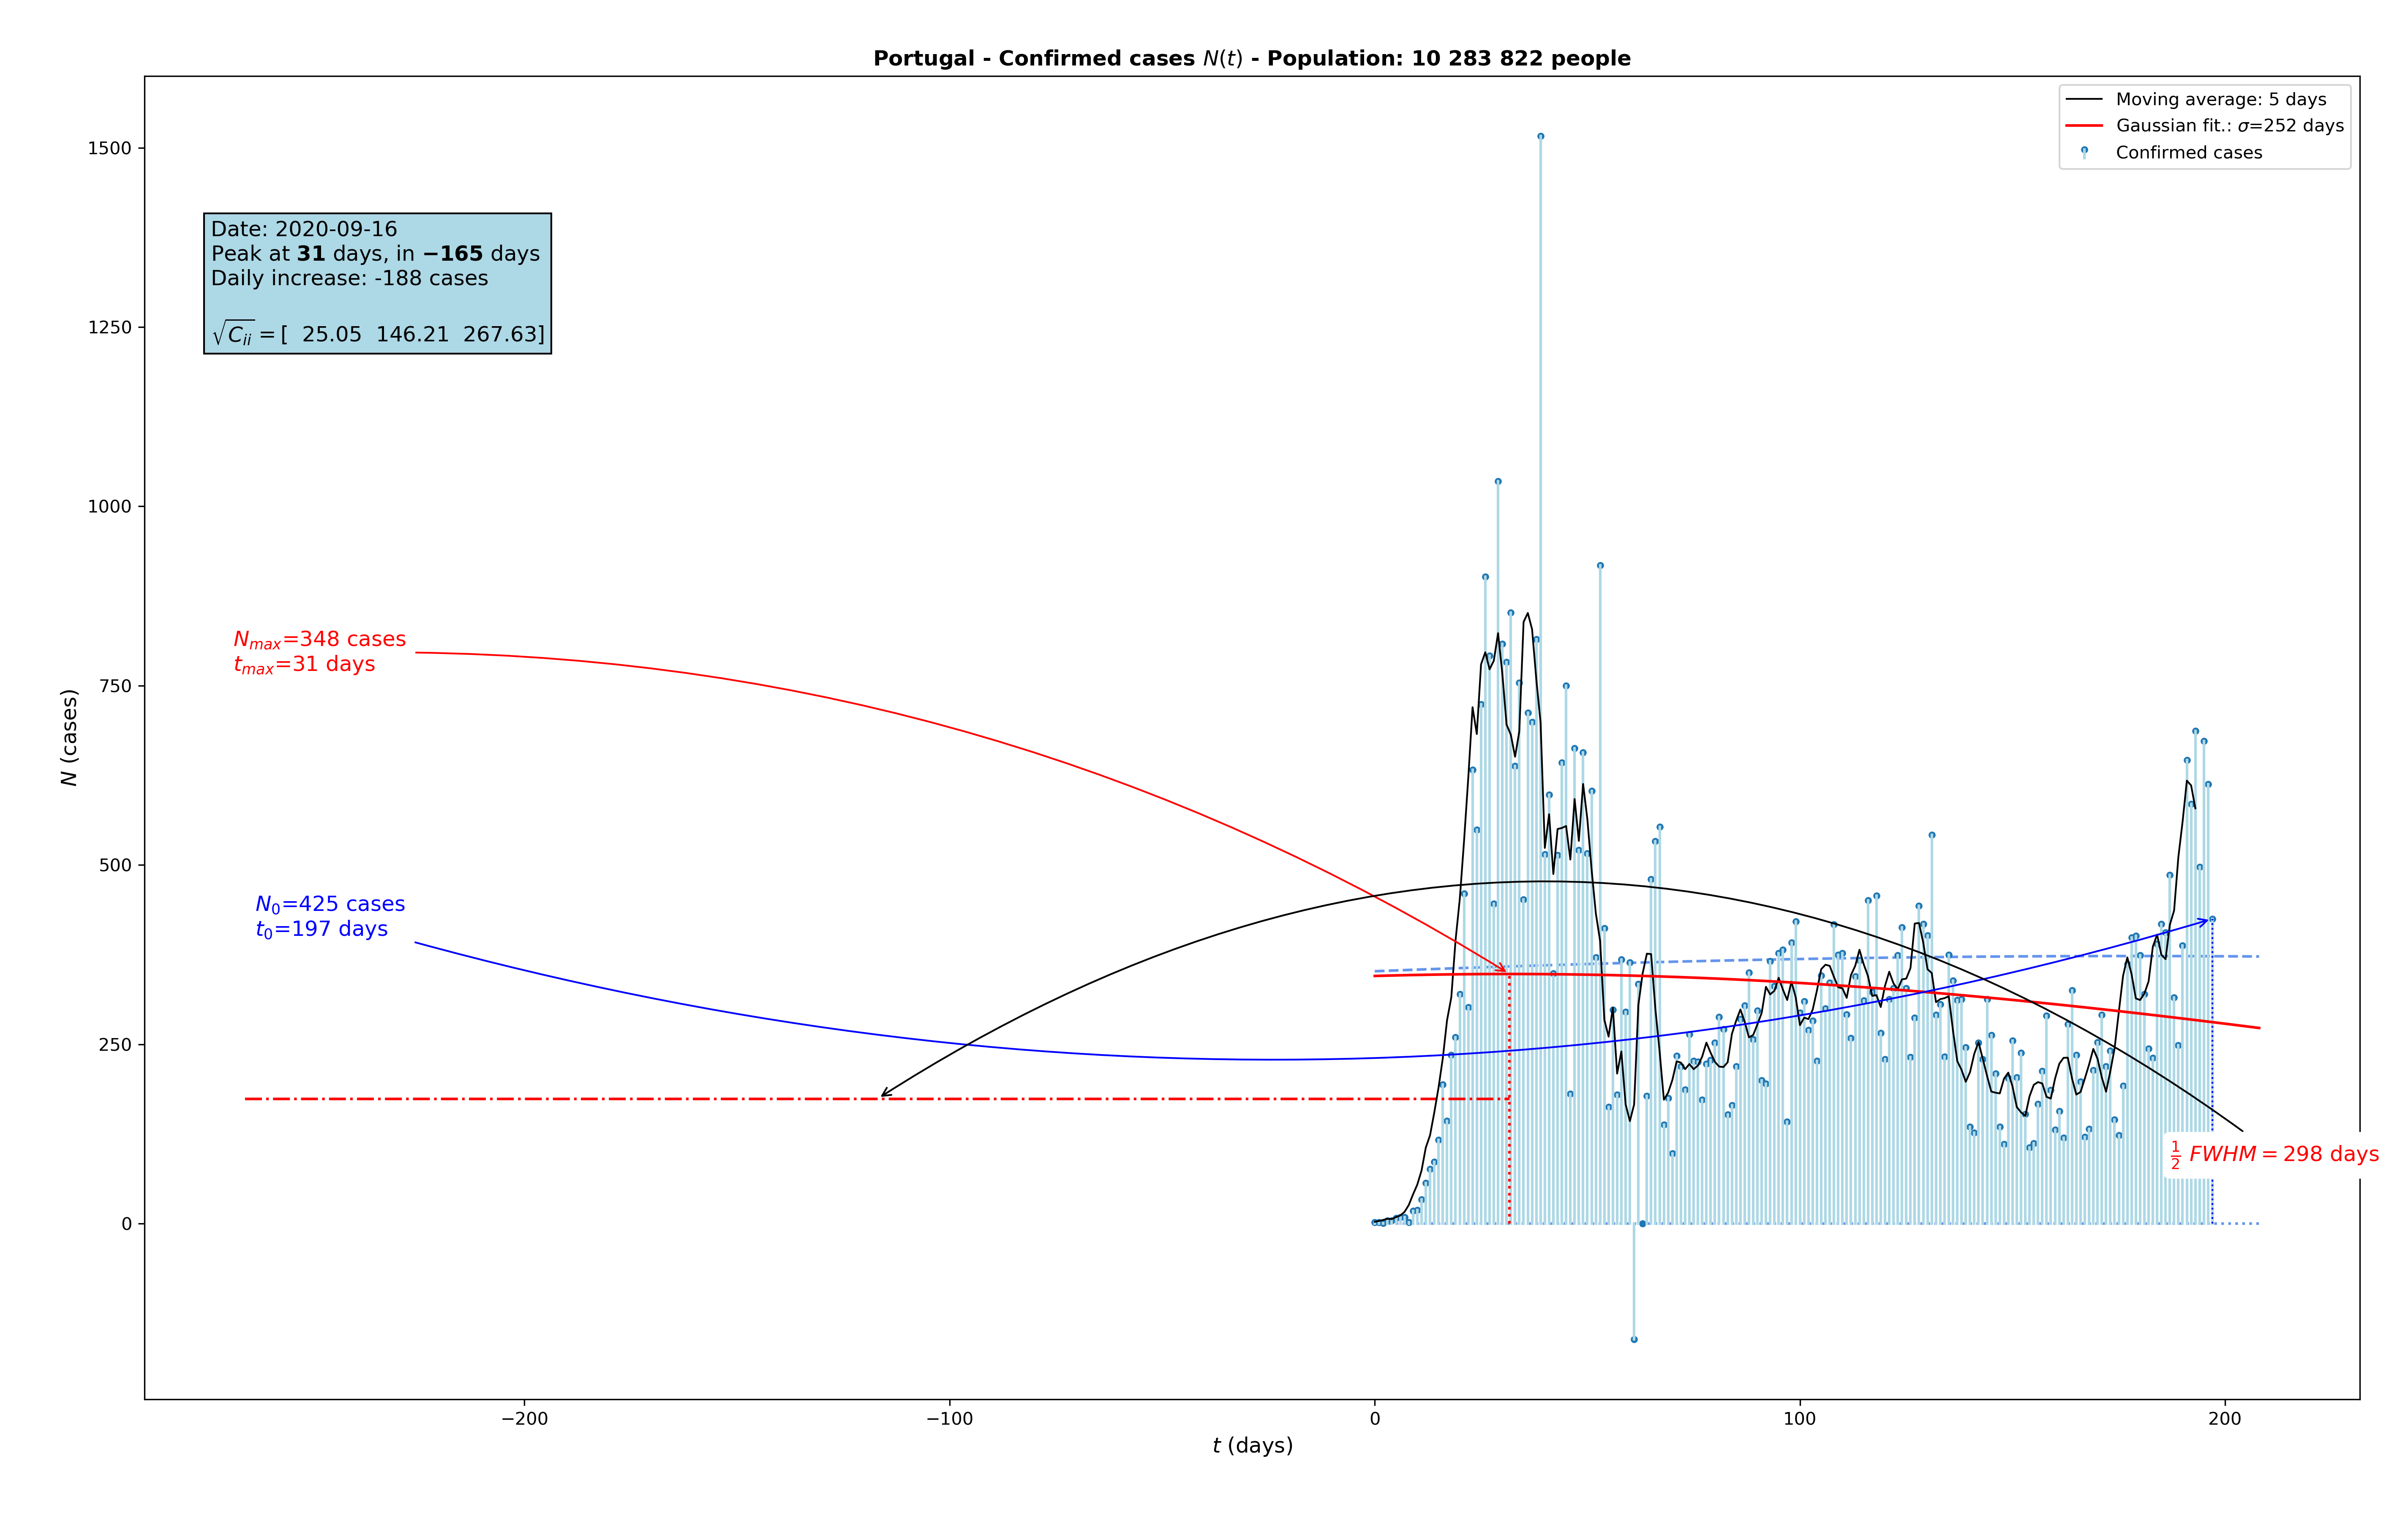 Portugal - Confirmed cases N(t) - Population: 10 283 822 people
Moving average: 5 days
Gaussian fit.: σ=252 days
Confirmed cases
Date: 2020-09-16
Peak at 31 days, in −165 days
Daily increase: -188 cases
√C_ii = [ 25.05 146.21 267.63]
N_max=348 cases
t_max=31 days
N_0=425 cases
t_0=197 days
1/2 FWHM = 298 days
N (cases)
1500
1250
1000
750
500
250
0
−200
−100
0
100
200
t (days)